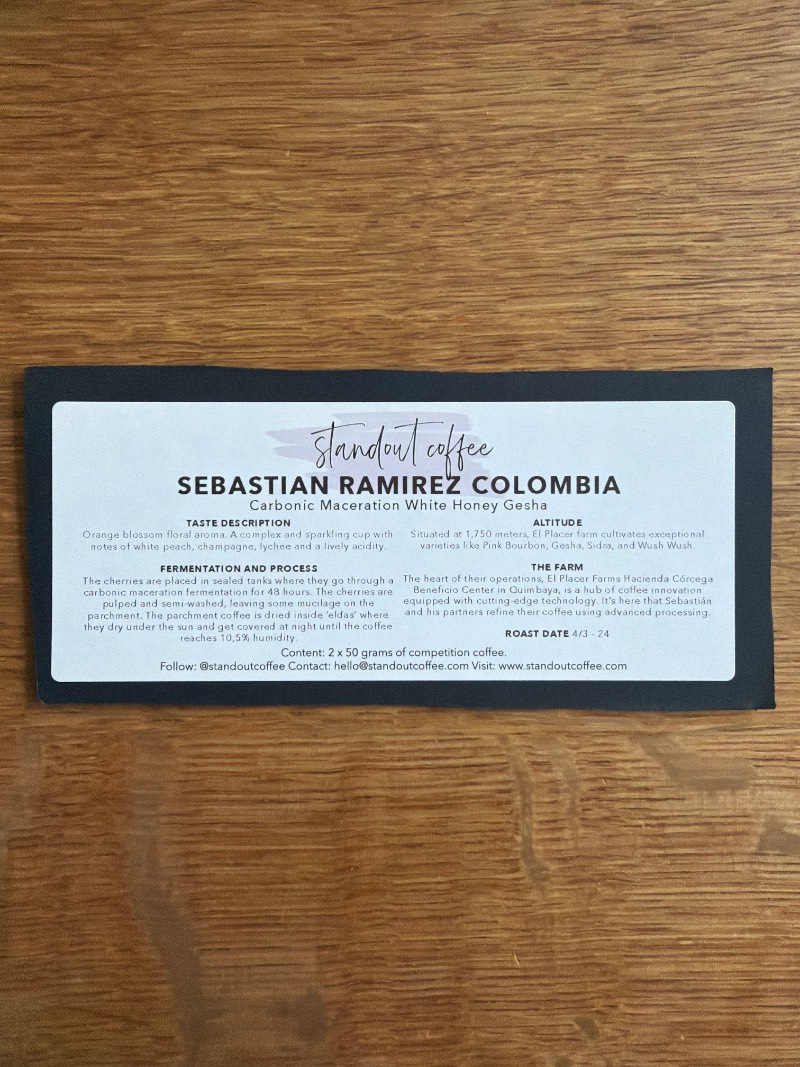 standout coffee
SEBASTIAN RAMIREZ COLOMBIA
Carbonic Maceration White Honey Gesha
TASTE DESCRIPTION
Orange blossom floral aroma. A complex and sparkling cup with
notes of white peach, champagne, lychee and a lively acidity.
FERMENTATION AND PROCESS
The cherries are placed in sealed tanks where they go through a
carbonic maceration fermentation for 48 hours. The cherries are
pulped and semi-washed, leaving some mucilage on the
parchment. The parchment coffee is dried inside 'eldas' where
they dry under the sun and get covered at night until the coffee
reaches 10,5% humidity.
ALTITUDE
Situated at 1,750 meters, El Placer farm cultivates exceptional
varieties like Pink Bourbon, Gesha, Sidra, and Wush Wush.
THE FARM
The heart of their operations, El Placer Farms Hacienda Córcega
Beneficio Center in Quimbaya, is a hub of coffee innovation
equipped with cutting-edge technology. It's here that Sebastián
and his partners refine their coffee using advanced processing.
ROAST DATE 4/3 - 24
Content: 2 x 50 grams of competition coffee.
Follow: @standoutcoffee Contact: hello@standoutcoffee.com Visit: www.standoutcoffee.com